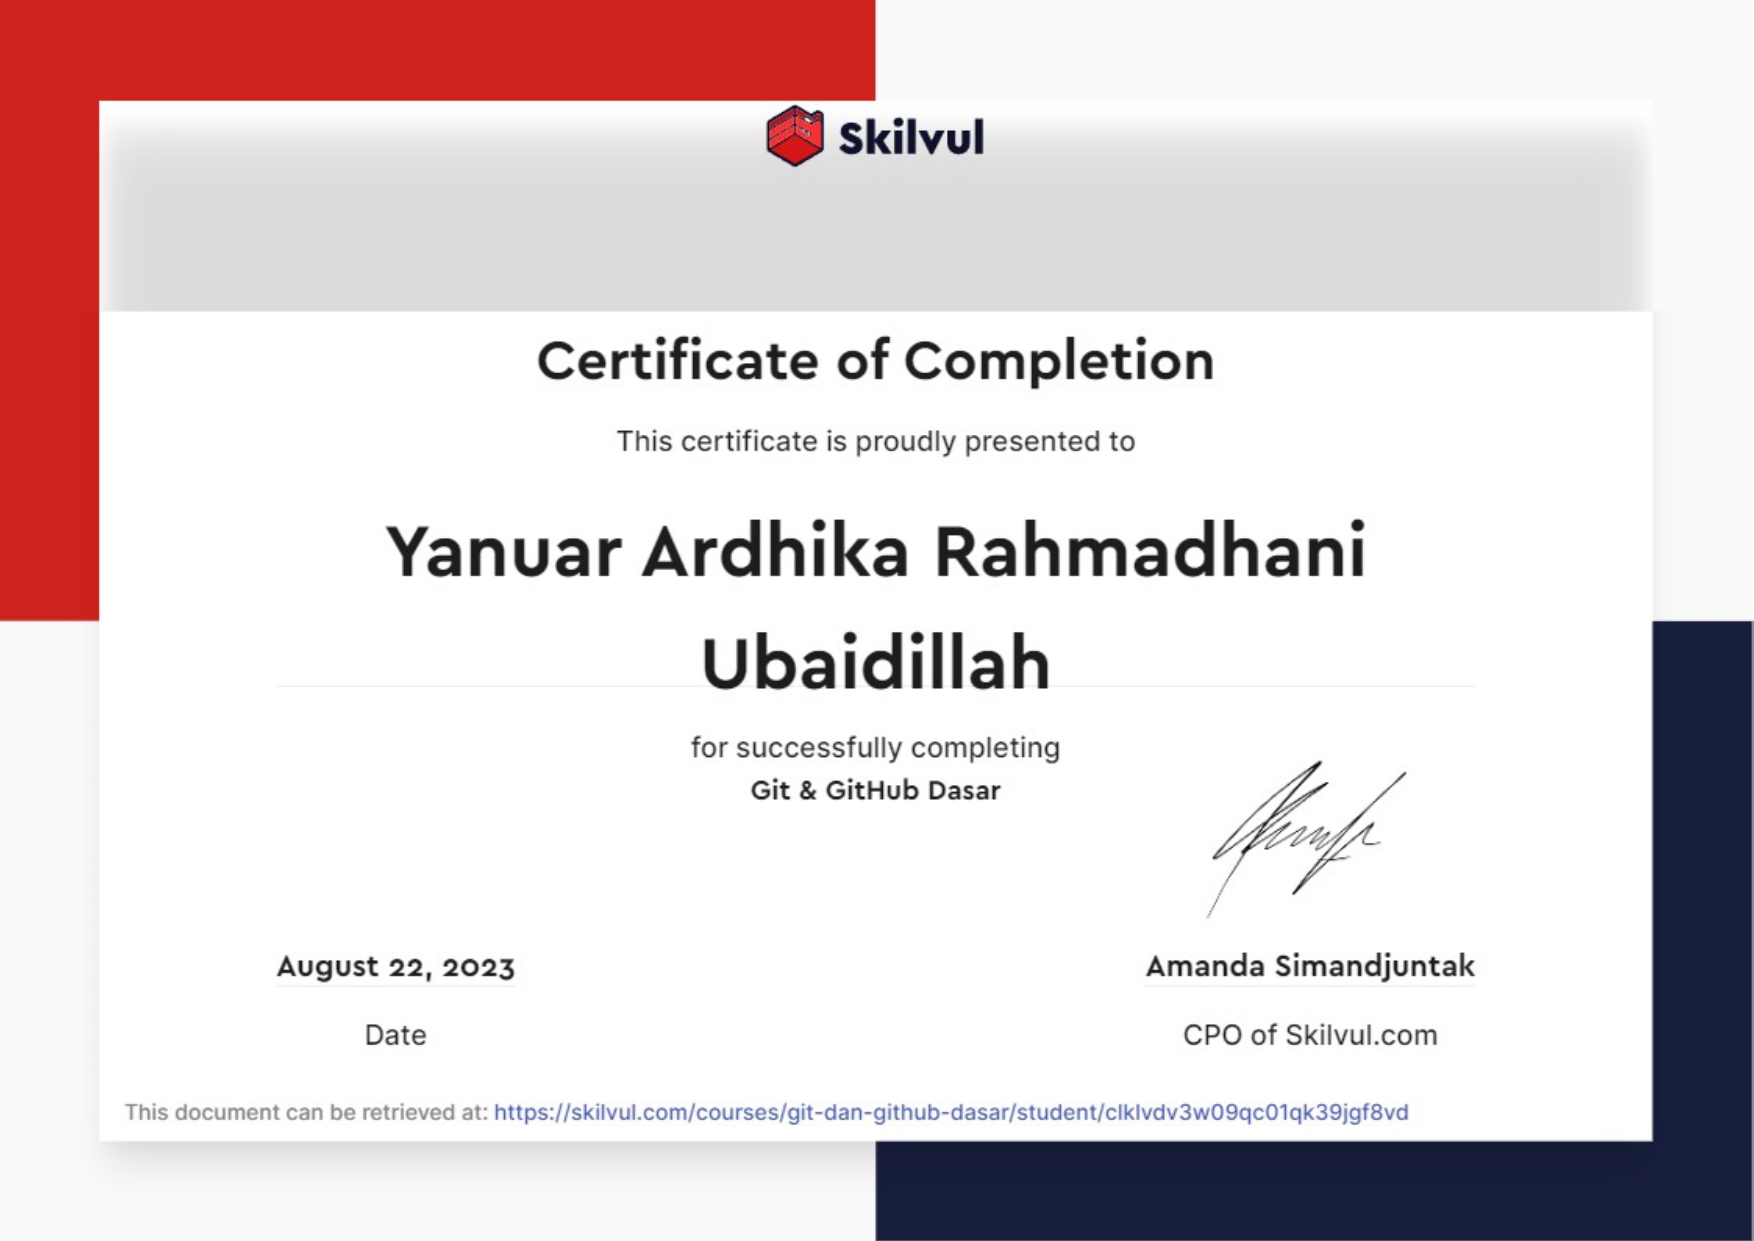 Skilvul
Certificate of Completion
This certificate is proudly presented to
Yanuar Ardhika Rahmadhani
Ubaidillah
for successfully completing
Git & GitHub Dasar
August 22, 2023
Date
Amanda Simandjuntak
CPO of Skilvul.com
This document can be retrieved at: https://skilvul.com/courses/git-dan-github-dasar/student/clklvdv3w09qc01qk39jgf8vd